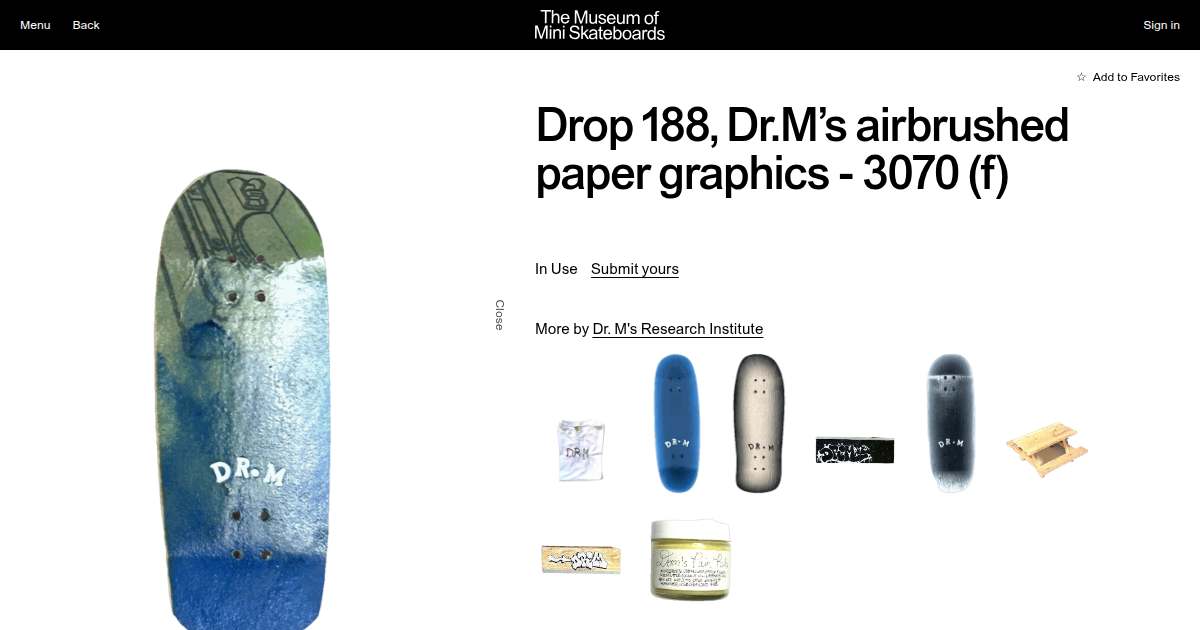 Menu
Back
The Museum of
Mini Skateboards
Sign in
☆ Add to Favorites
Drop 188, Dr.M’s airbrushed
paper graphics - 3070 (f)
In Use
Submit yours
Close
More by Dr. M's Research Institute
DR•M
DR•M
DR•M
DR•M
DR•M